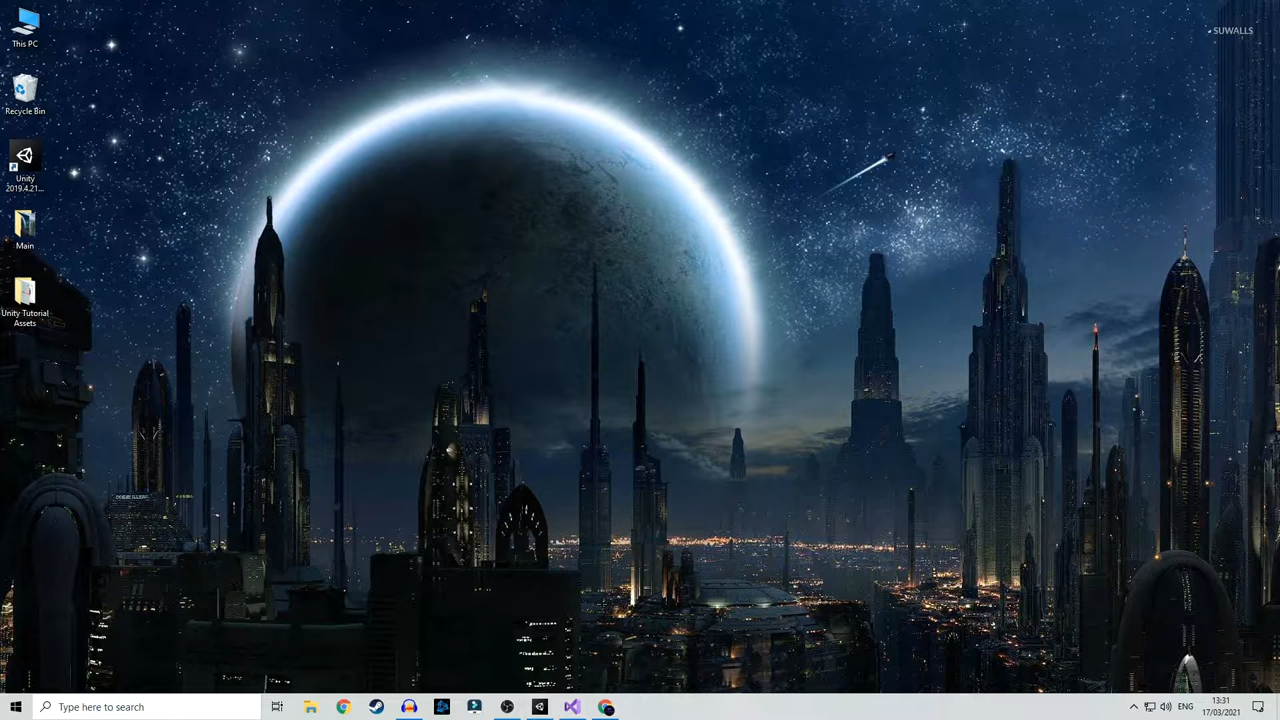 This PC
Recycle Bin
Unity
2019.4.21...
Main
Unity Tutorial
Assets
SUWALLS
Type here to search
ENG
13:31
17/03/2021